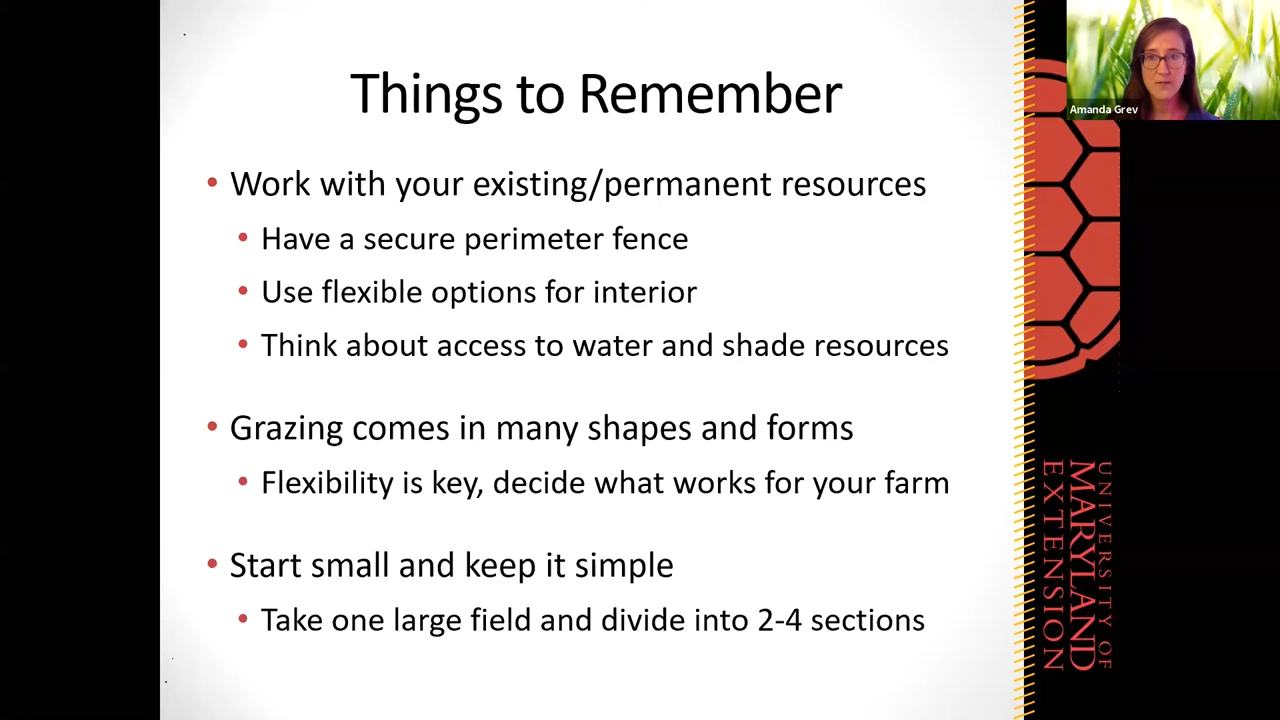 Things to Remember
• Work with your existing/permanent resources
• Have a secure perimeter fence
• Use flexible options for interior
• Think about access to water and shade resources
• Grazing comes in many shapes and forms
• Flexibility is key, decide what works for your farm
• Start small and keep it simple
• Take one large field and divide into 2-4 sections
Amanda Grev
UNIVERSITY OF
MARYLAND
EXTENSION